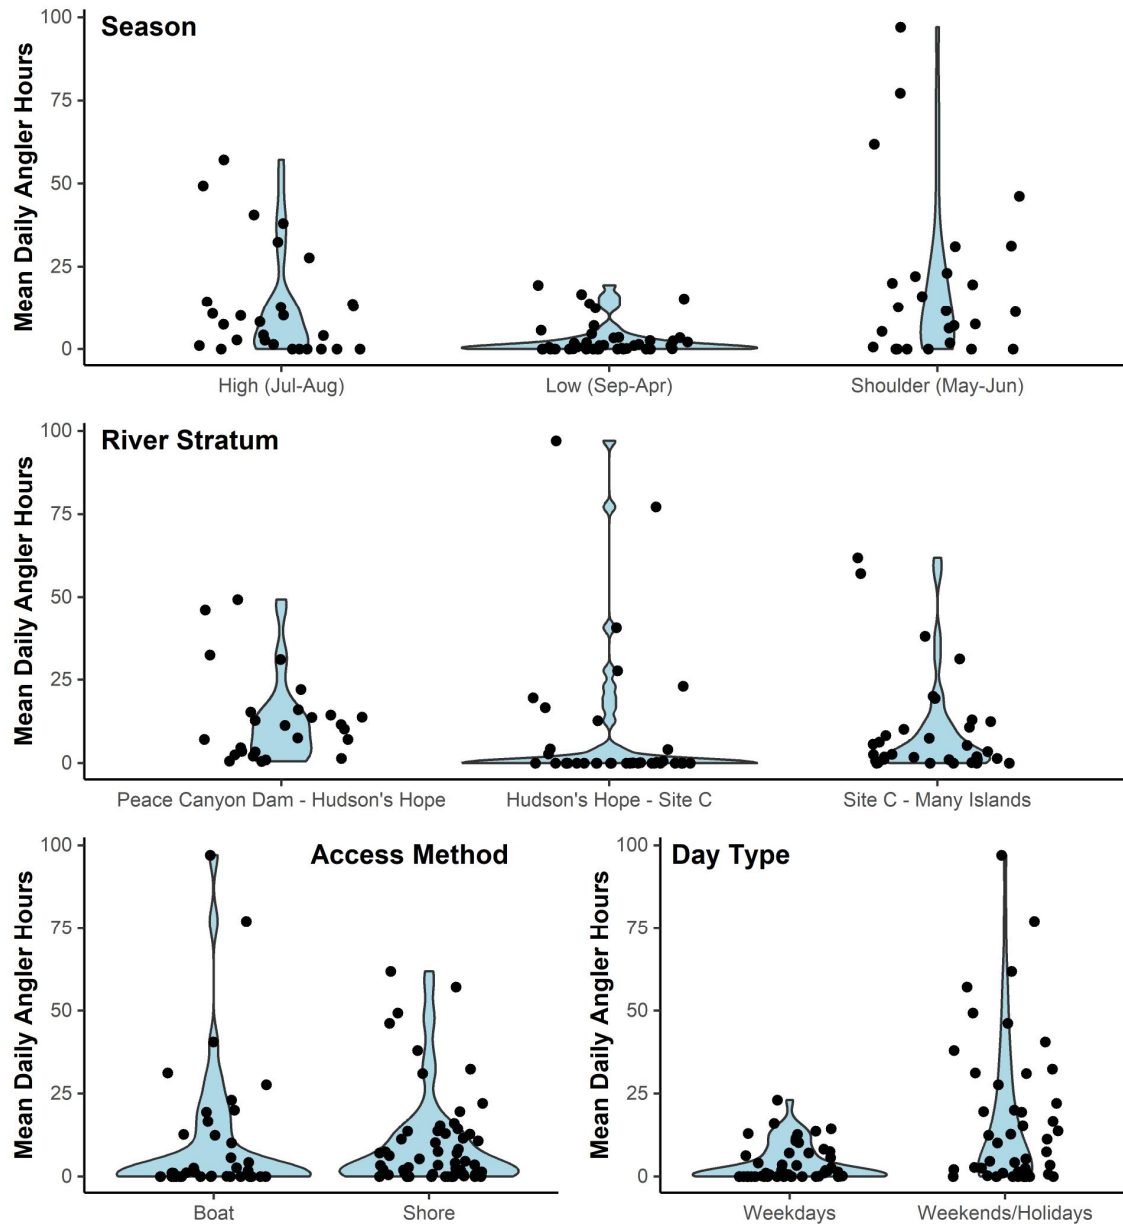 Season
Mean Daily Angler Hours
100
75
50
25
0
High (Jul-Aug)
Low (Sep-Apr)
Shoulder (May-Jun)
River Stratum
Mean Daily Angler Hours
100
75
50
25
0
Peace Canyon Dam - Hudson's Hope
Hudson's Hope - Site C
Site C - Many Islands
Access Method
Mean Daily Angler Hours
100
75
50
25
0
Boat
Shore
Day Type
Mean Daily Angler Hours
100
75
50
25
0
Weekdays
Weekends/Holidays